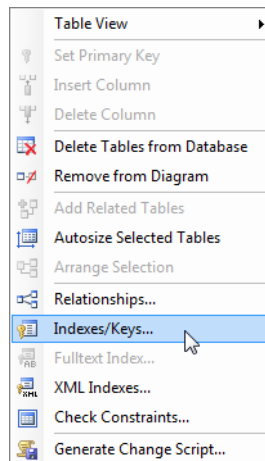 Table View
Set Primary Key
Insert Column
Delete Column
Delete Tables from Database
Remove from Diagram
Add Related Tables
Autosize Selected Tables
Arrange Selection
Relationships...
Indexes/Keys...
Fulltext Index...
XML Indexes...
Check Constraints...
Generate Change Script...